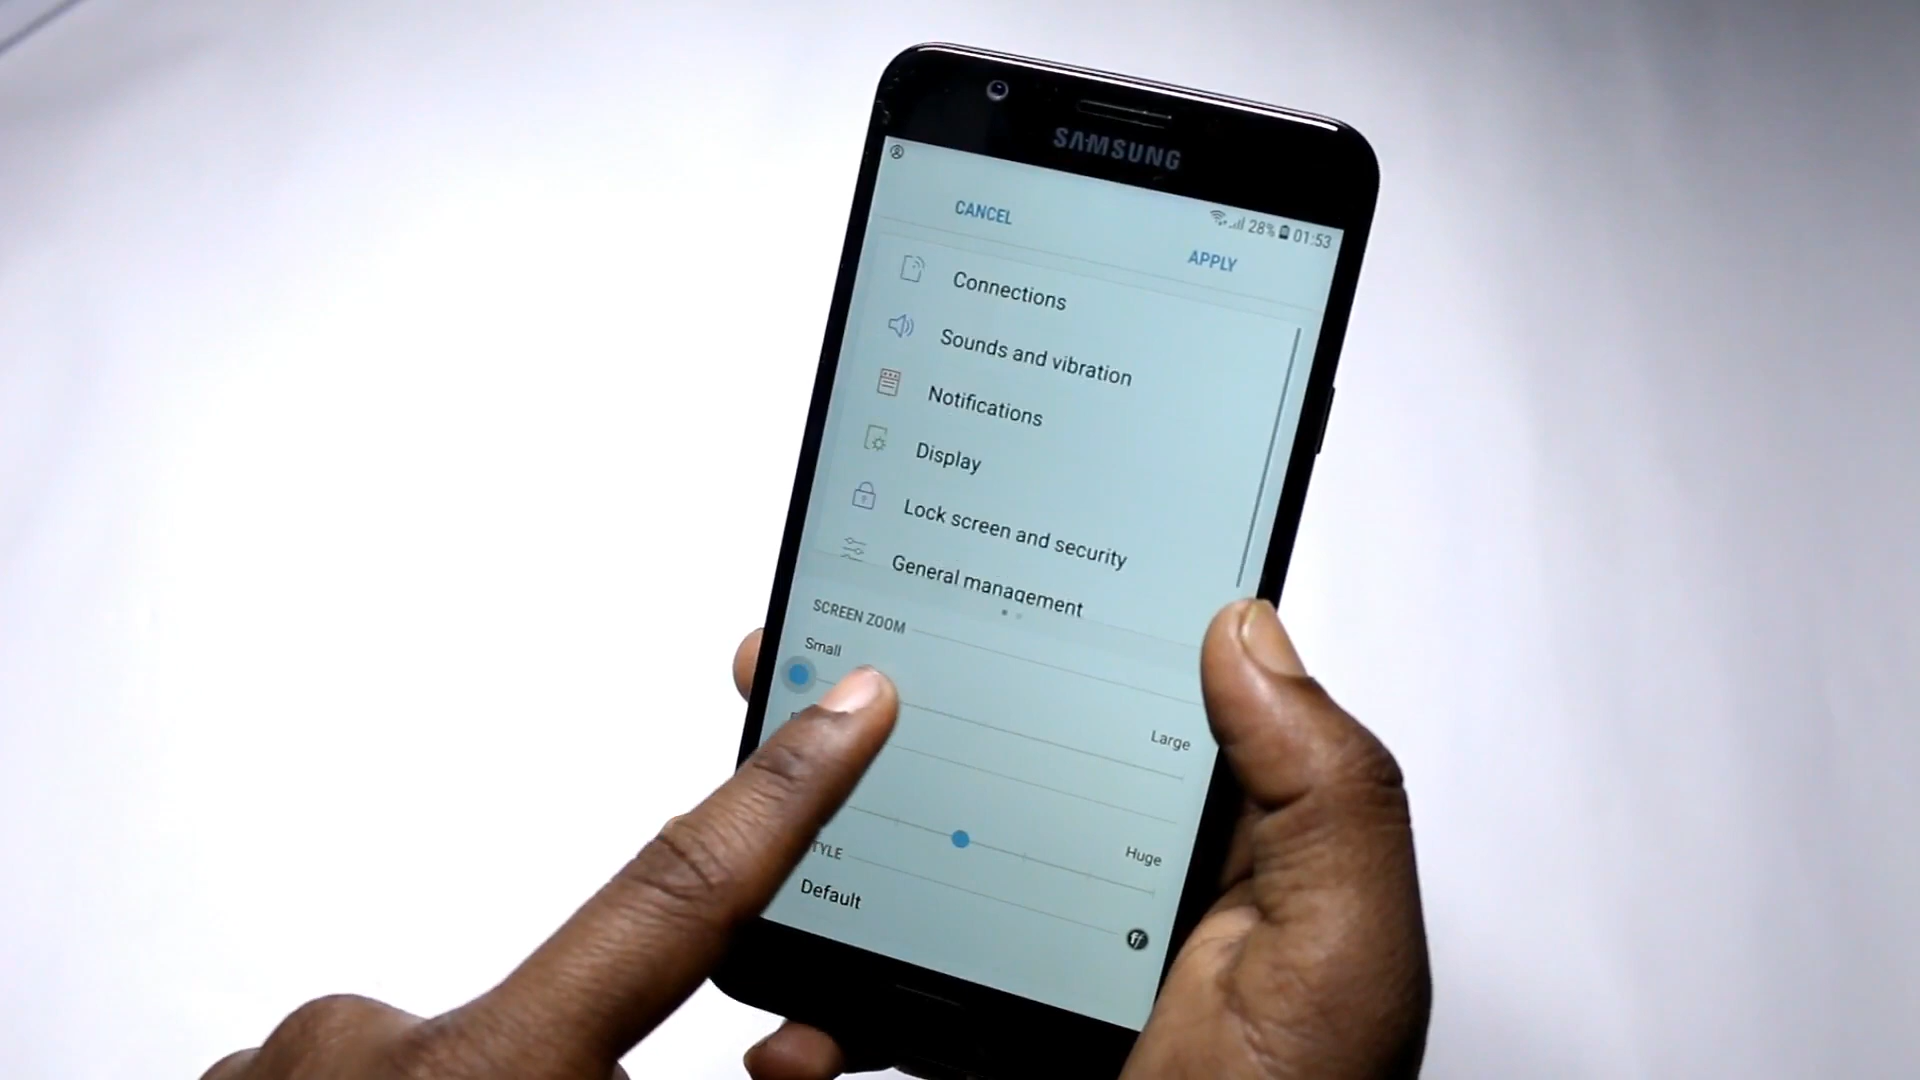 SAMSUNG
28% 01:53
CANCEL
APPLY
Connections
Sounds and vibration
Notifications
Display
Lock screen and security
General management
SCREEN ZOOM
Small
Large
Huge
TYLE
Default